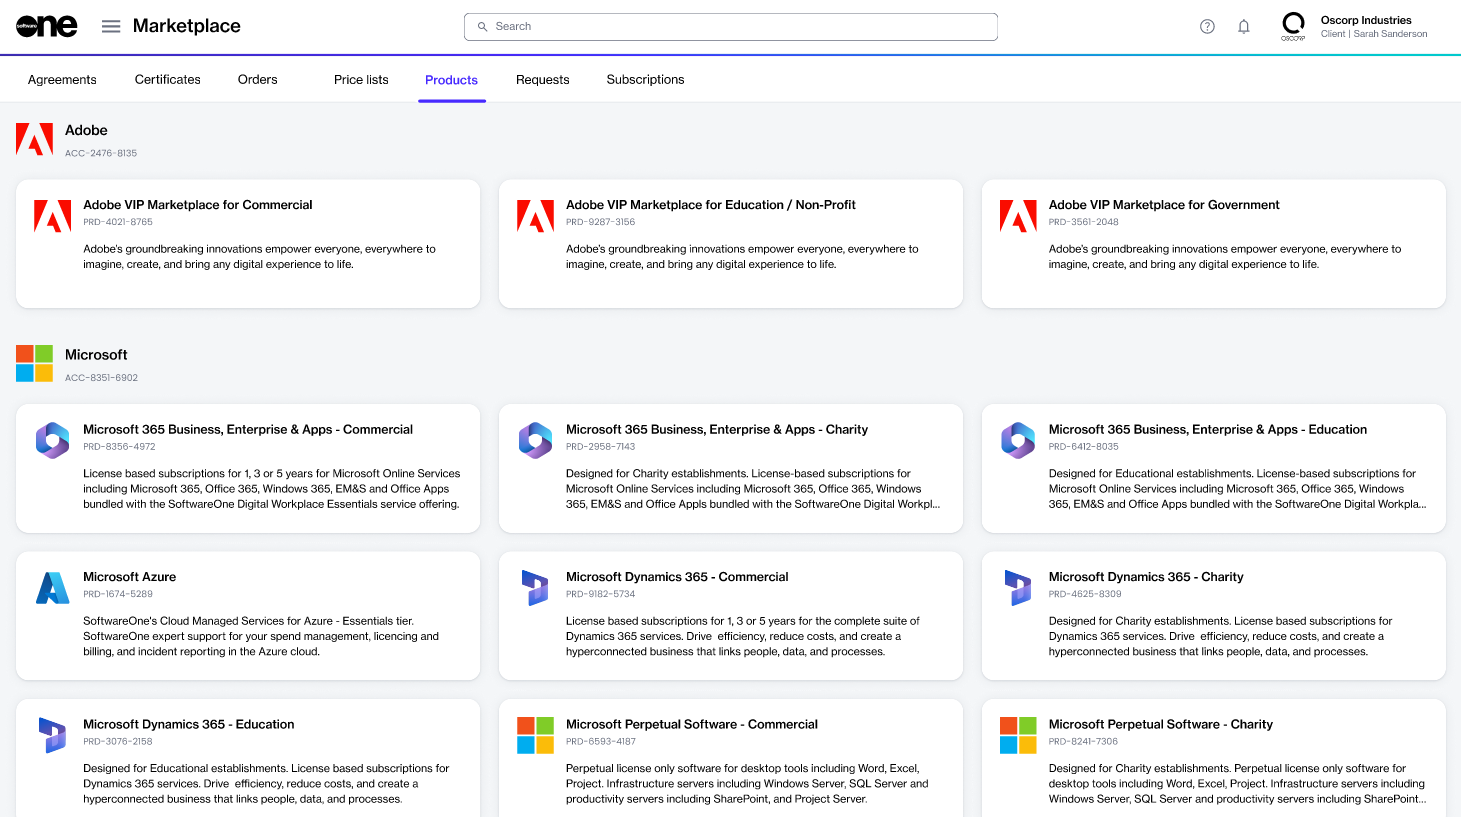 software one
Marketplace
Search
Oscorp Industries
Client | Sarah Sanderson
OSCORP
Agreements
Certificates
Orders
Price lists
Products
Requests
Subscriptions
Adobe
ACC-2476-8135
Adobe VIP Marketplace for Commercial
PRD-4021-8765
Adobe's groundbreaking innovations empower everyone, everywhere to
imagine, create, and bring any digital experience to life.
Adobe VIP Marketplace for Education / Non-Profit
PRD-9287-3156
Adobe's groundbreaking innovations empower everyone, everywhere to
imagine, create, and bring any digital experience to life.
Adobe VIP Marketplace for Government
PRD-3561-2048
Adobe's groundbreaking innovations empower everyone, everywhere to
imagine, create, and bring any digital experience to life.
Microsoft
ACC-8351-6902
Microsoft 365 Business, Enterprise & Apps - Commercial
PRD-8356-4972
License based subscriptions for 1, 3 or 5 years for Microsoft Online Services
including Microsoft 365, Office 365, Windows 365, EM&S and Office Apps
bundled with the SoftwareOne Digital Workplace Essentials service offering.
Microsoft 365 Business, Enterprise & Apps - Charity
PRD-2958-7143
Designed for Charity establishments. License-based subscriptions for
Microsoft Online Services including Microsoft 365, Office 365, Windows
365, EM&S and Office Appls bundled with the SoftwareOne Digital Workpl...
Microsoft 365 Business, Enterprise & Apps - Education
PRD-6412-8035
Designed for Educational establishments. License-based subscriptions for
Microsoft Online Services including Microsoft 365, Office 365, Windows
365, EM&S and Office Apps bundled with the SoftwareOne Digital Workpla...
Microsoft Azure
PRD-1674-5289
SoftwareOne's Cloud Managed Services for Azure - Essentials tier.
SoftwareOne expert support for your spend management, licencing and
billing, and incident reporting in the Azure cloud.
Microsoft Dynamics 365 - Commercial
PRD-9182-5734
License based subscriptions for 1, 3 or 5 years for the complete suite of
Dynamics 365 services. Drive efficiency, reduce costs, and create a
hyperconnected business that links people, data, and processes.
Microsoft Dynamics 365 - Charity
PRD-4625-8309
Designed for Charity establishments. License based subscriptions for
Dynamics 365 services. Drive efficiency, reduce costs, and create a
hyperconnected business that links people, data, and processes.
Microsoft Dynamics 365 - Education
PRD-3076-2158
Designed for Educational establishments. License based subscriptions for
Dynamics 365 services. Drive efficiency, reduce costs, and create a
hyperconnected business that links people, data, and processes.
Microsoft Perpetual Software - Commercial
PRD-6593-4187
Perpetual license only software for desktop tools including Word, Excel,
Project. Infrastructure servers including Windows Server, SQL Server and
productivity servers including SharePoint, and Project Server.
Microsoft Perpetual Software - Charity
PRD-8241-7306
Designed for Charity establishments. Perpetual license only software for
desktop tools including Word, Excel, Project. Infrastructure servers including
Windows Server, SQL Server and productivity servers including SharePoint...